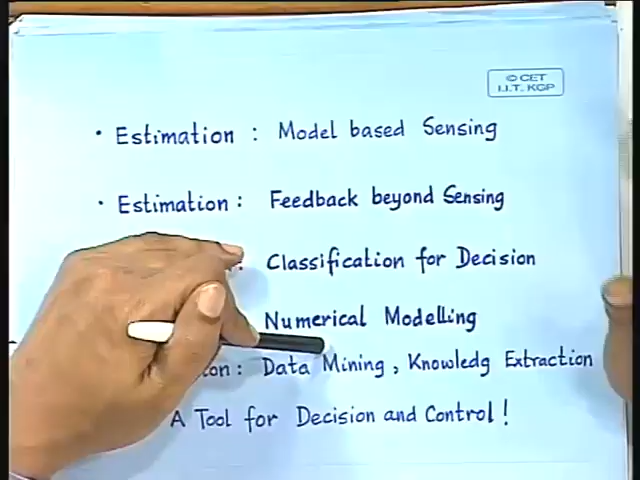 © CET
I.I.T. KGP
• Estimation : Model based Sensing
• Estimation : Feedback beyond Sensing
: Classification for Decision
Numerical Modelling
on : Data Mining , Knowledg Extraction
A Tool for Decision and Control !